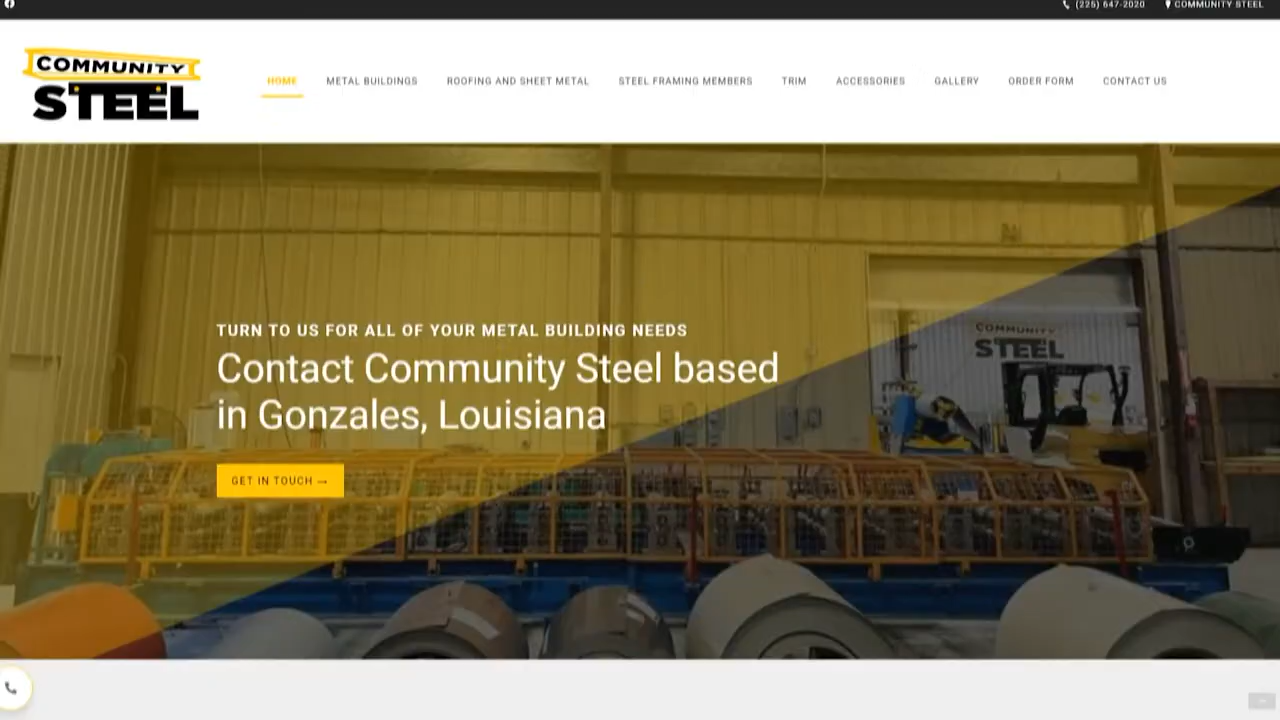 (225) 647-2020 COMMUNITY STEEL
COMMUNITY
STEEL
HOME METAL BUILDINGS ROOFING AND SHEET METAL STEEL FRAMING MEMBERS TRIM ACCESSORIES GALLERY ORDER FORM CONTACT US
COMMUNITY
STEEL
TURN TO US FOR ALL OF YOUR METAL BUILDING NEEDS
Contact Community Steel based
in Gonzales, Louisiana
GET IN TOUCH →